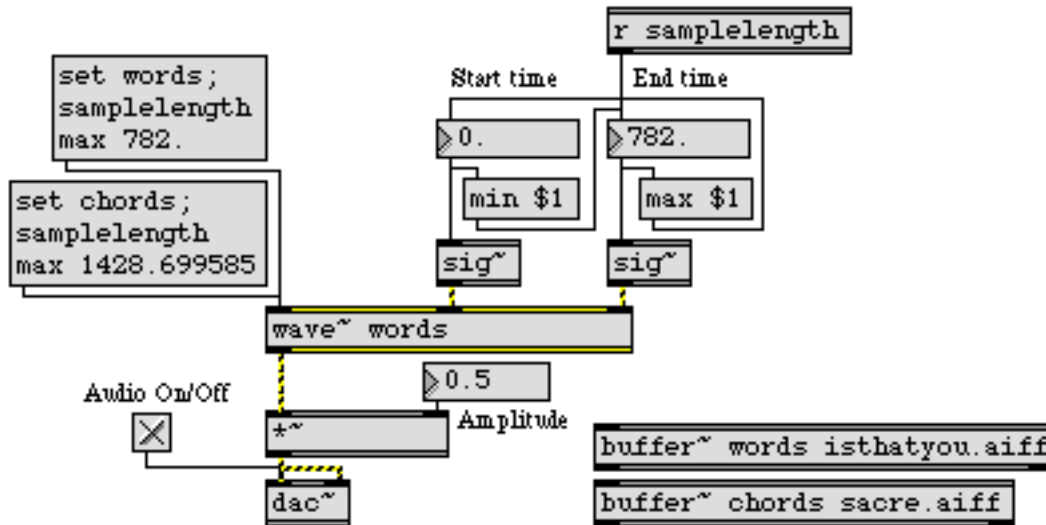 r samplelength
set words;
samplelength
max 782.
Start time
End time
0.
782.
min $1
max $1
set chords;
samplelength
max 1428.699585
sig~
sig~
wave~ words
0.5
Audio On/Off
Amplitude
*~
buffer~ words isthatyou.aiff
dac~
buffer~ chords sacre.aiff